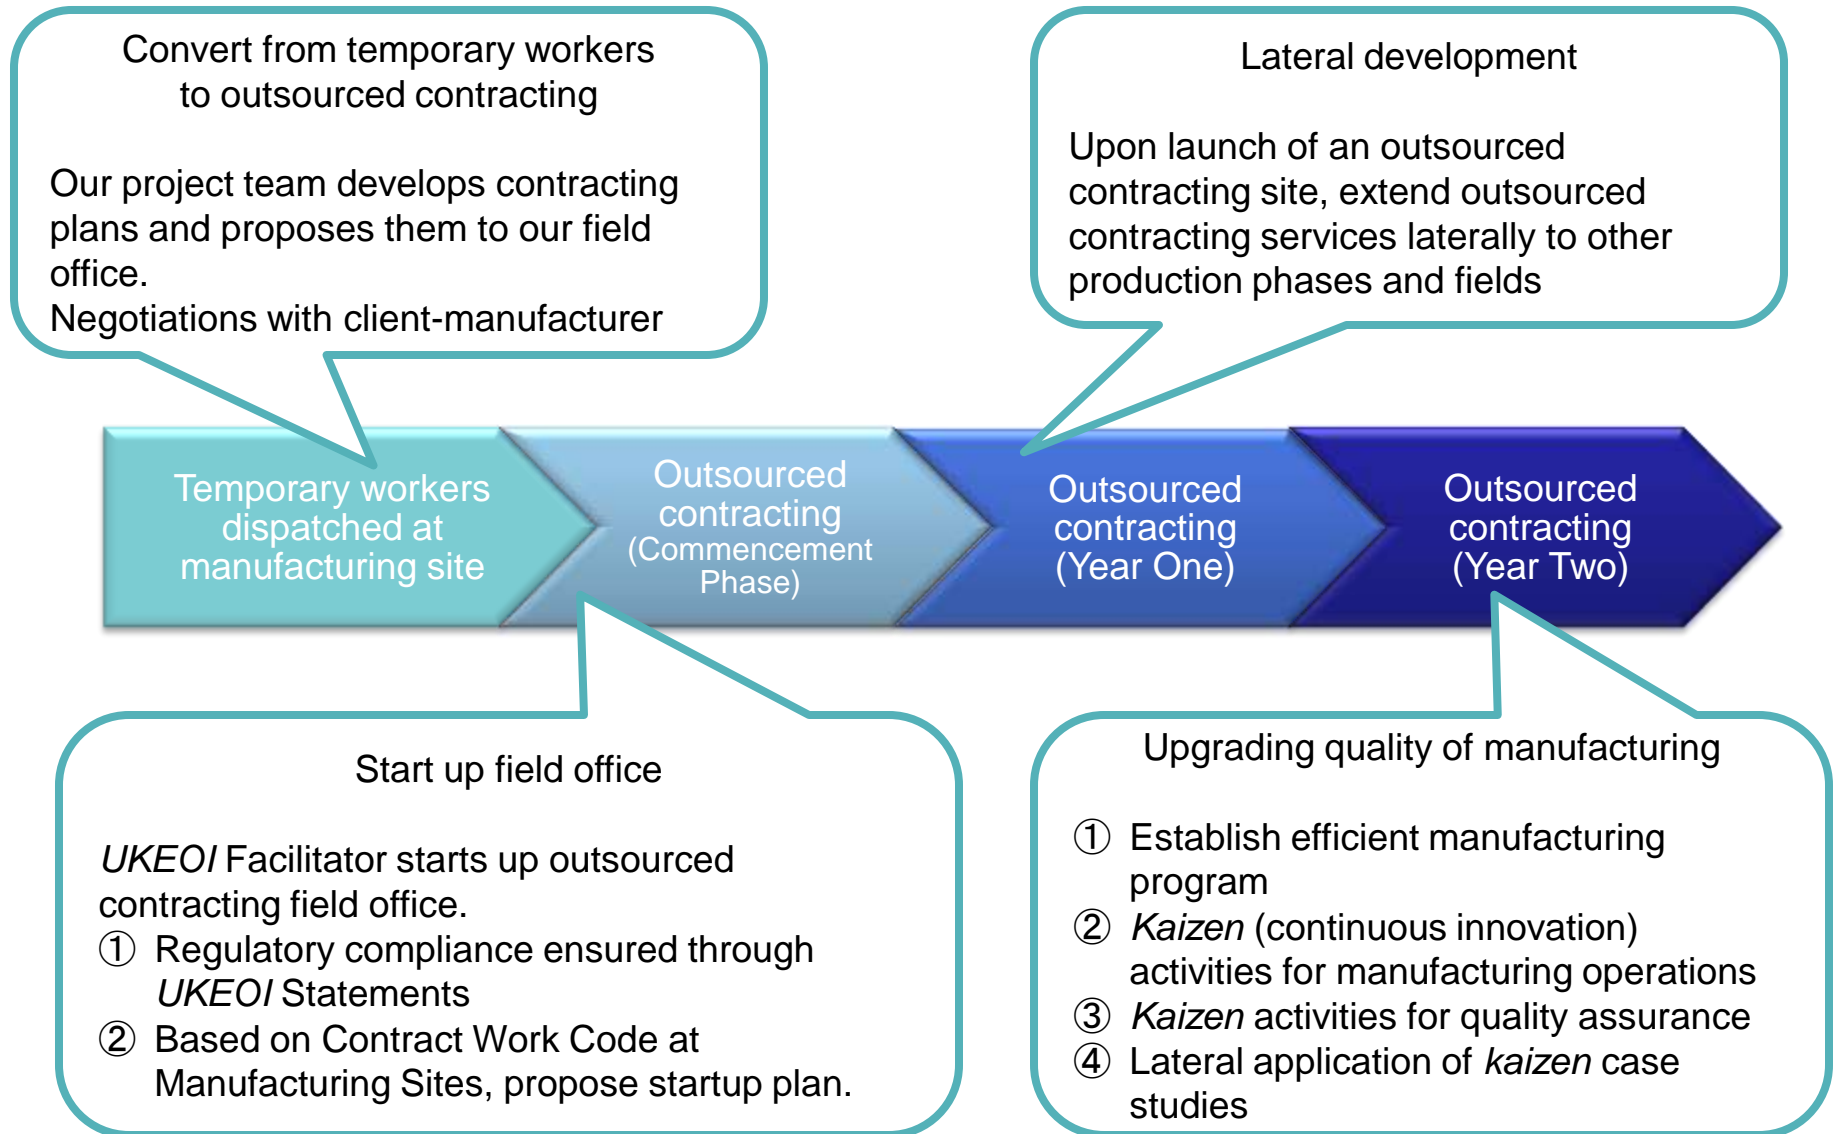 Convert from temporary workers
to outsourced contracting
Our project team develops contracting
plans and proposes them to our field
office.
Negotiations with client-manufacturer
Lateral development
Upon launch of an outsourced
contracting site, extend outsourced
contracting services laterally to other
production phases and fields
Temporary workers
dispatched at
manufacturing site
Outsourced
contracting
(Commencement
Phase)
Outsourced
contracting
(Year One)
Outsourced
contracting
(Year Two)
Start up field office
UKEOI Facilitator starts up outsourced
contracting field office.
① Regulatory compliance ensured through
UKEOI Statements
② Based on Contract Work Code at
Manufacturing Sites, propose startup plan.
Upgrading quality of manufacturing
① Establish efficient manufacturing
program
② Kaizen (continuous innovation)
activities for manufacturing operations
③ Kaizen activities for quality assurance
④ Lateral application of kaizen case
studies